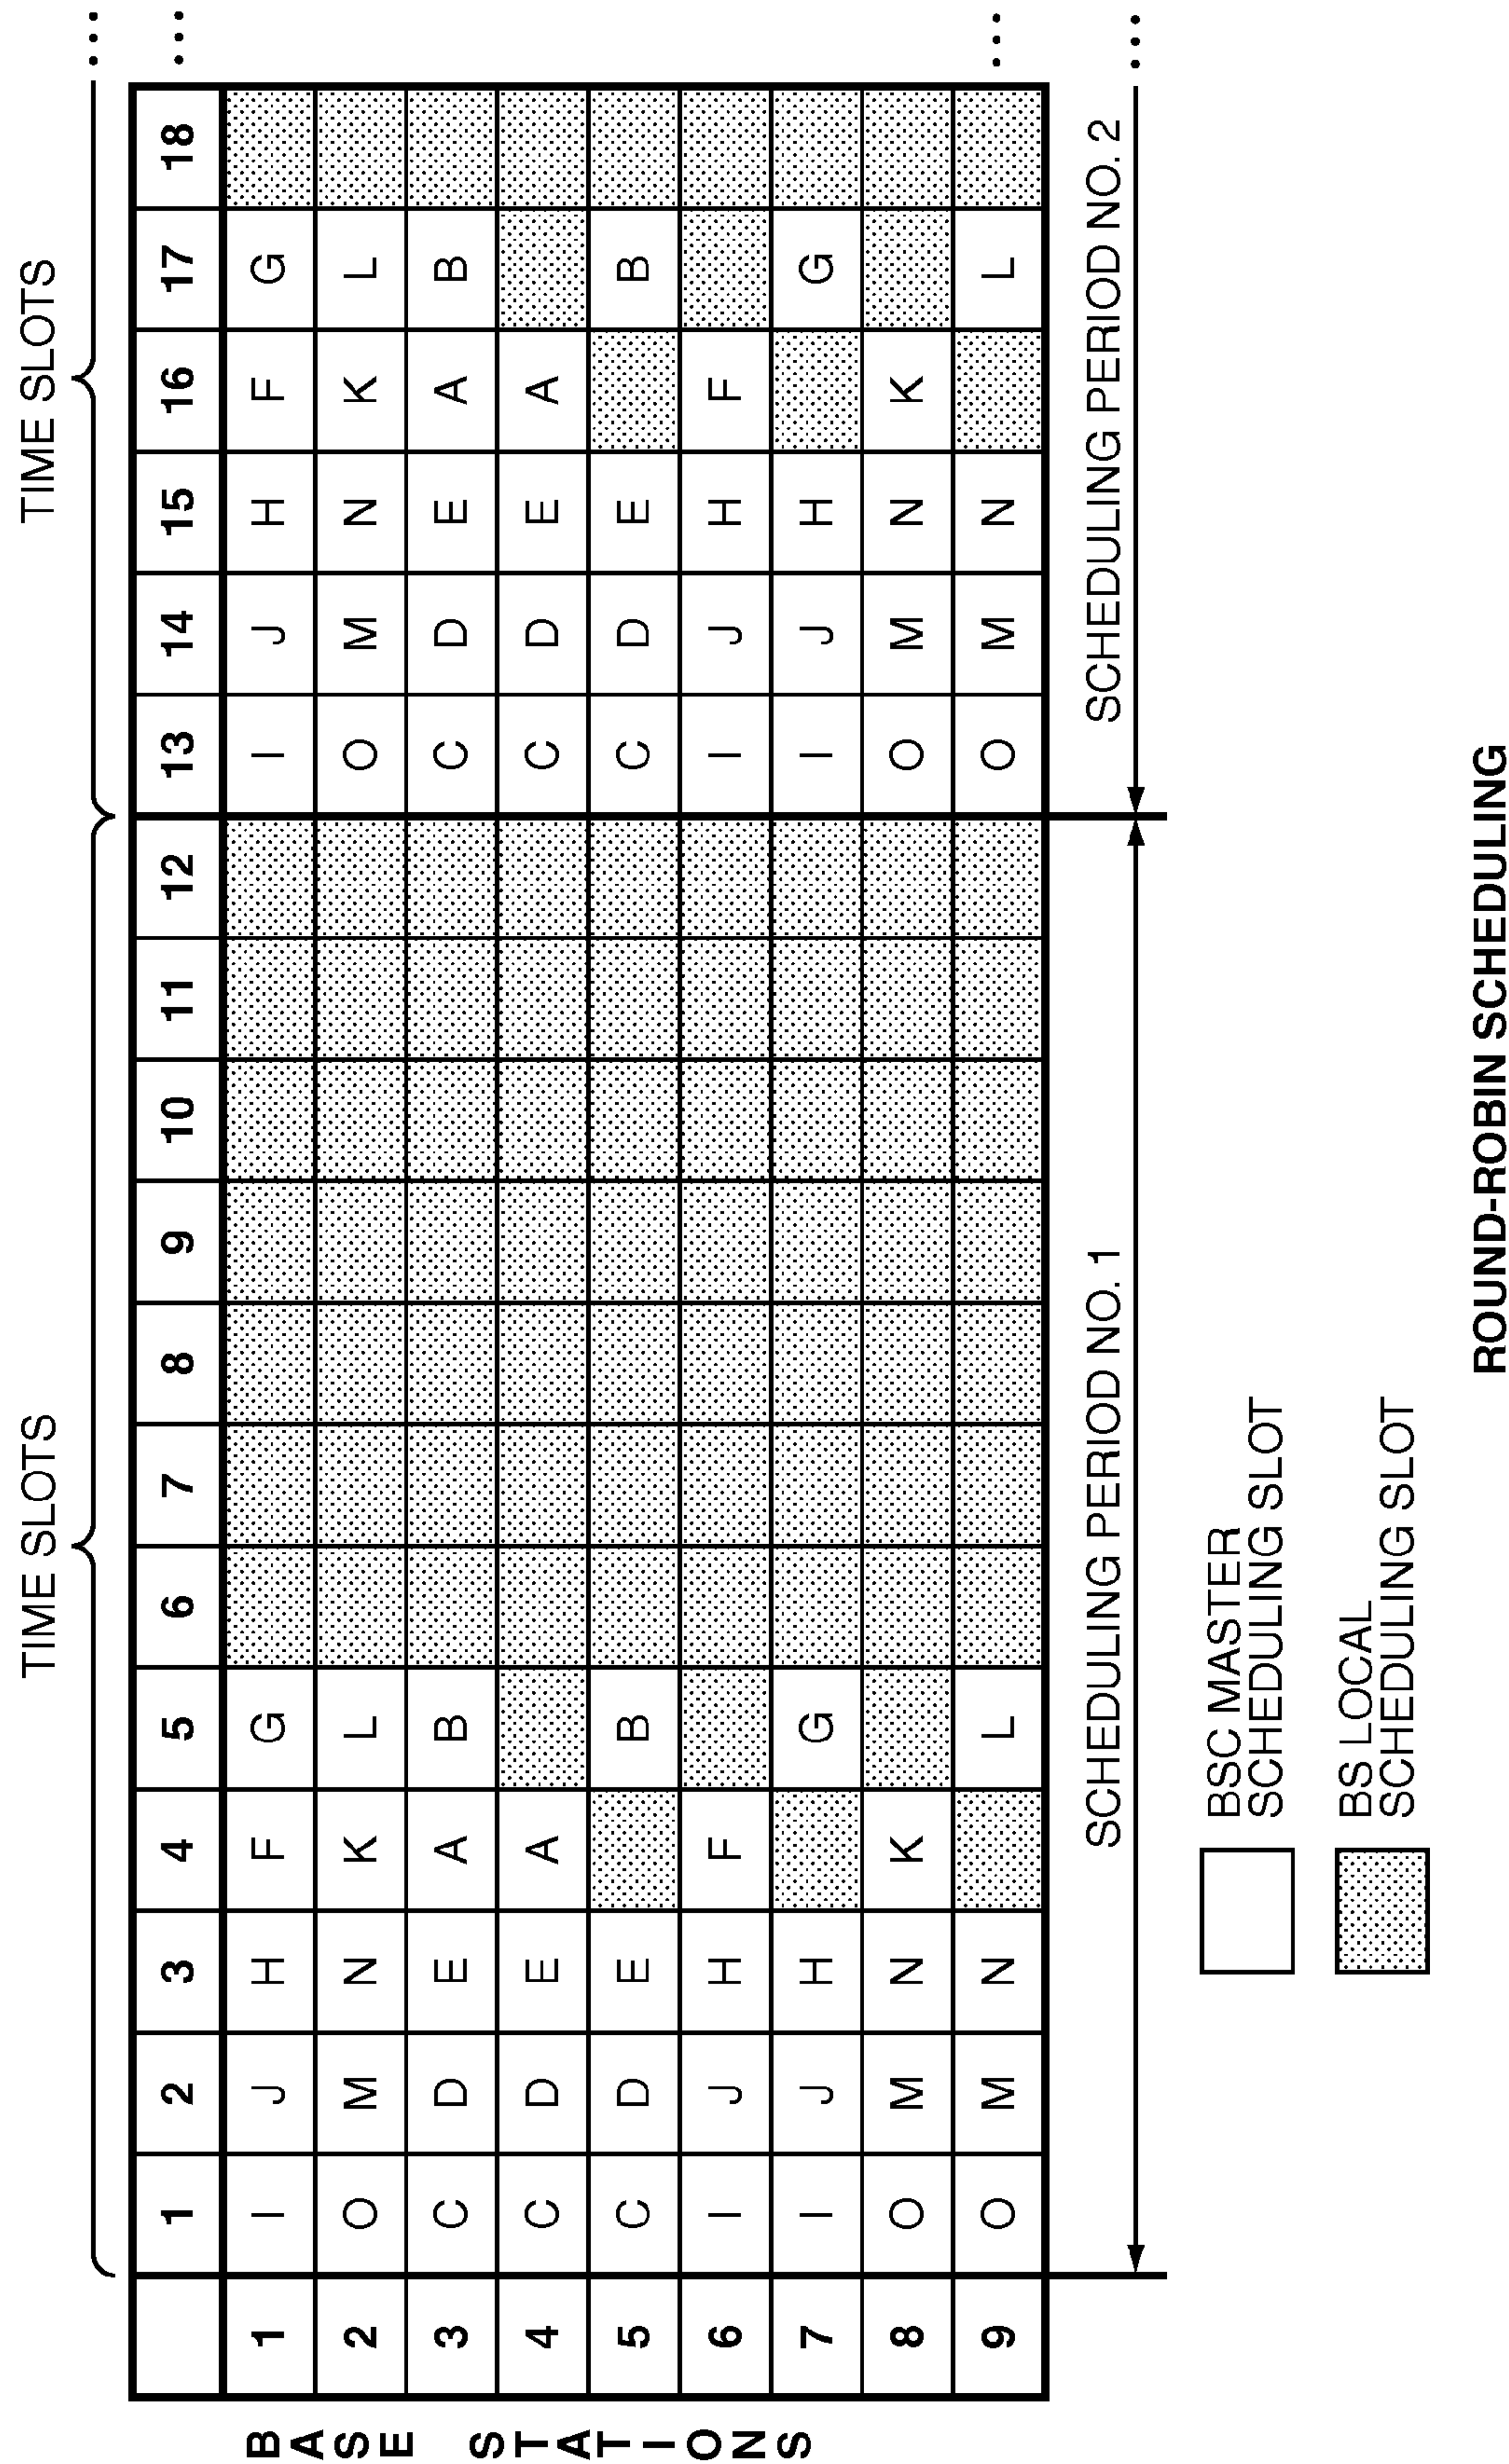 TIME SLOTS TIME SLOTS ...
1 2 3 4 5 6 7 8 9 10 11 12 13 14 15 16 17 18 ...
BASE STATIONS
1 I J H F G I J H F G
2 O M N K L O M N K L
3 C D E A B C D E A B
4 C D E A C D E A
5 C D E B C D E B
6 I J H F I J H F
7 I J H G I J H G
8 O M N K O M N K
9 O M N L O M N L ...
SCHEDULING PERIOD NO. 1 SCHEDULING PERIOD NO. 2 ...
BSC MASTER
SCHEDULING SLOT
BS LOCAL
SCHEDULING SLOT
ROUND-ROBIN SCHEDULING